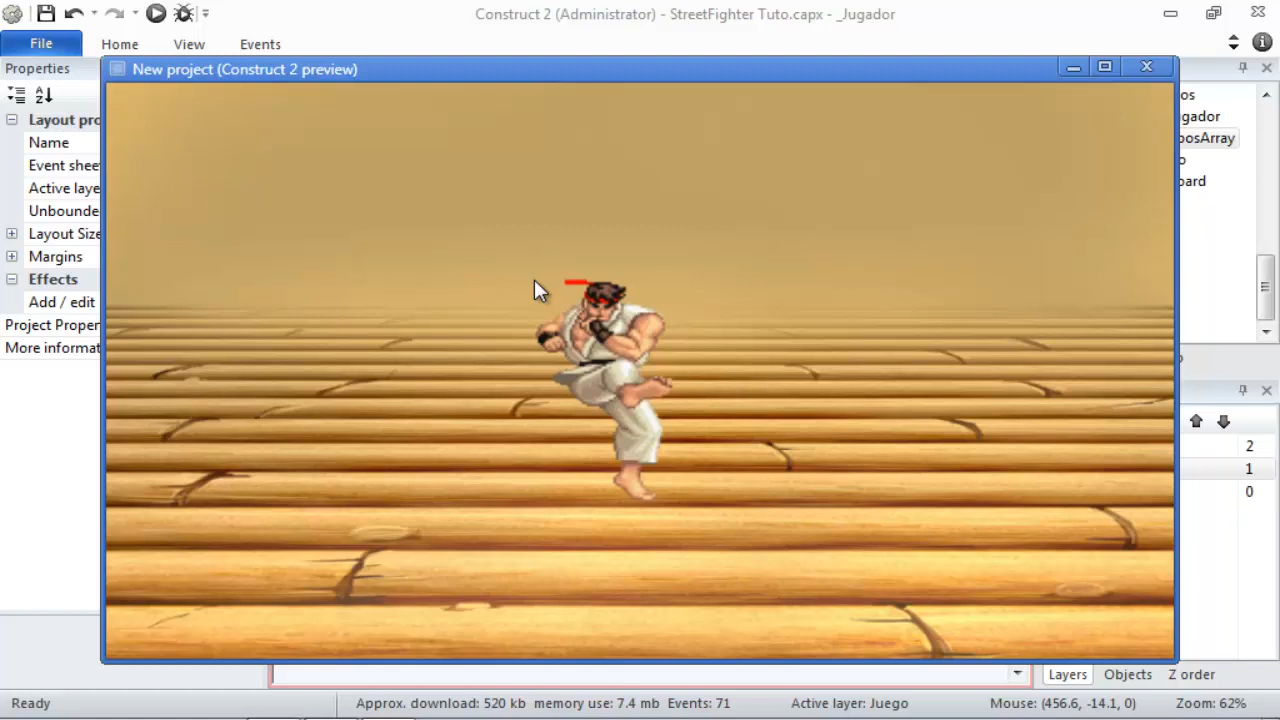 Construct 2 (Administrator) - StreetFighter Tuto.capx - _Jugador
File Home View Events
Properties
New project (Construct 2 preview)
Layout pro
Name
Event shee
Active laye
Unbounde
Layout Size
Margins
Effects
Add / edit
Project Proper
More informat
os
gador
oosArray
o
oard
2
1
0
Layers Objects Z order
Ready Approx. download: 520 kb memory use: 7.4 mb Events: 71 Active layer: Juego Mouse: (456.6, -14.1, 0) Zoom: 62%